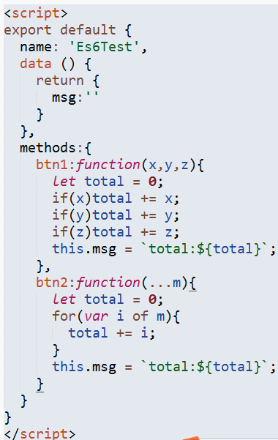 <script>
export default {
  name: 'Es6Test',
  data () {
    return {
      msg:''
    }
  },
  methods:{
    btn1:function(x,y,z){
      let total = 0;
      if(x)total += x;
      if(y)total += y;
      if(z)total += z;
      this.msg = `total:${total}`;
    },
    btn2:function(...m){
      let total = 0;
      for(var i of m){
        total += i;
      }
      this.msg = `total:${total}`;
    }
  }
}
</script>